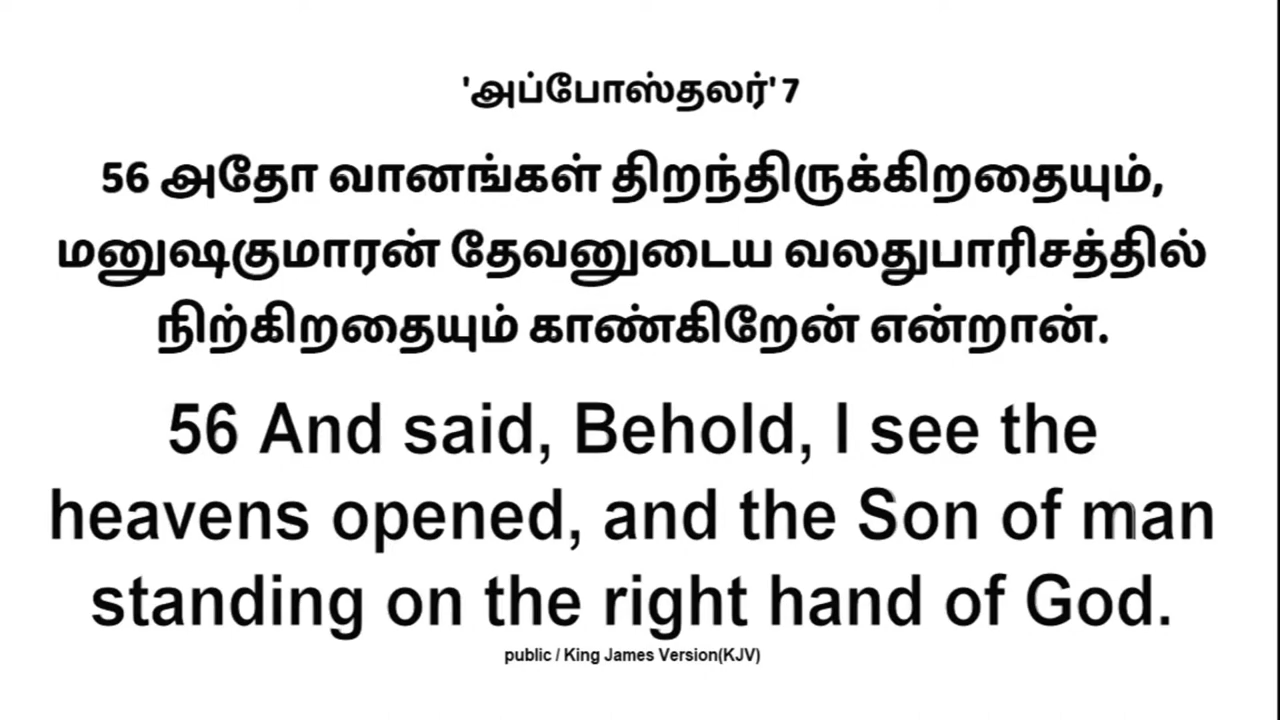 'அப்போஸ்தலர்' 7
56 அதோ வானங்கள் திறந்திருக்கிறதையும்,
மனுஷகுமாரன் தேவனுடைய வலதுபாரிசத்தில்
நிற்கிறதையும் காண்கிறேன் என்றான்.
56 And said, Behold, I see the
heavens opened, and the Son of man
standing on the right hand of God.
public / King James Version(KJV)